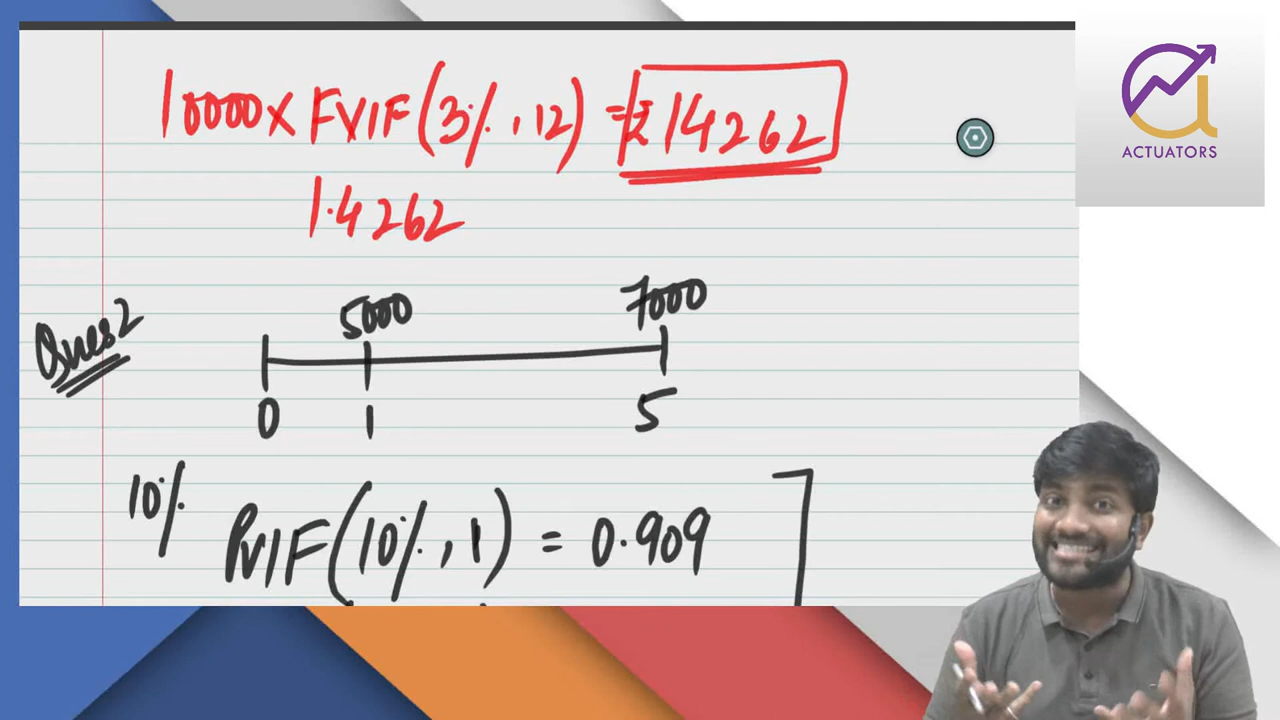 10000 x FVIF (3%, 12) = ₹ 14262
1.4262
ACTUATORS
Ques 2
5000 7000
0 1 5
10%
PVIF (10%, 1) = 0.909